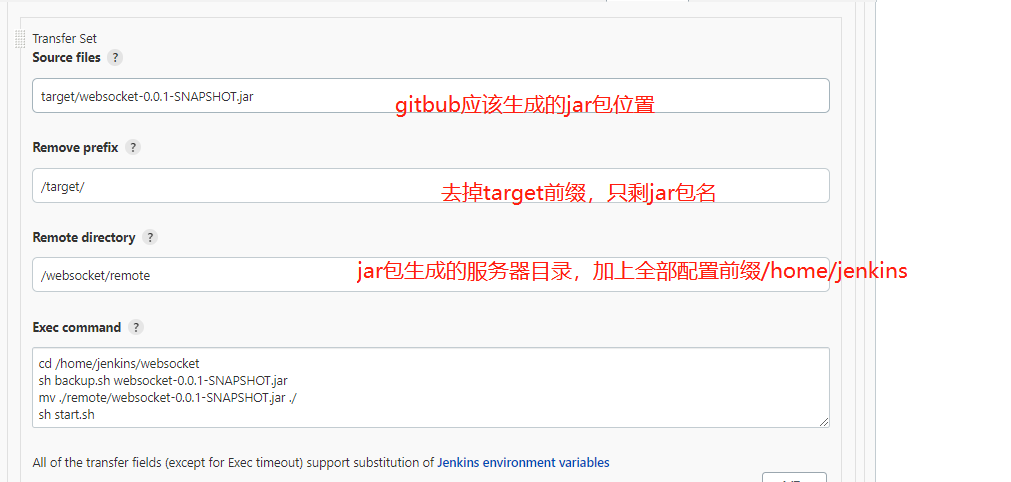 Transfer Set
Source files ?
target/websocket-0.0.1-SNAPSHOT.jar
gitbub应该生成的jar包位置
Remove prefix ?
/target/
去掉target前缀，只剩jar包名
Remote directory ?
/websocket/remote
jar包生成的服务器目录，加上全部配置前缀/home/jenkins
Exec command ?
cd /home/jenkins/websocket
sh backup.sh websocket-0.0.1-SNAPSHOT.jar
mv ./remote/websocket-0.0.1-SNAPSHOT.jar ./
sh start.sh
All of the transfer fields (except for Exec timeout) support substitution of Jenkins environment variables